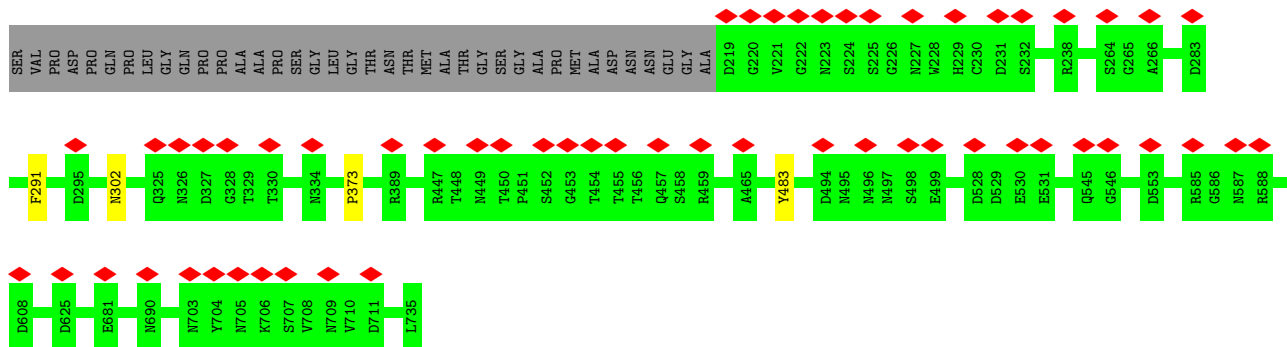 SER VAL PRO ASP PRO GLN PRO LEU GLY GLN PRO PRO ALA ALA PRO SER GLY LEU GLY THR ASN THR MET ALA THR GLY SER GLY ALA PRO MET ALA ASP ASN ASN GLU GLY ALA D219 G220 V221 G222 N223 S224 S225 G226 N227 W228 H229 C230 D231 S232 R238 S264 G265 A266 D283
F291 D295 N302 Q325 N326 D327 G328 T329 T330 N334 P373 R389 R447 T448 N449 T450 P451 S452 G453 T454 T455 T456 Q457 S458 R459 A465 Y483 D494 N495 N496 N497 S498 E499 D528 D529 E530 E531 Q545 G546 D553 R585 G586 N587 R588
D608 D625 E681 N690 N703 Y704 N705 K706 S707 V708 N709 V710 D711 L735